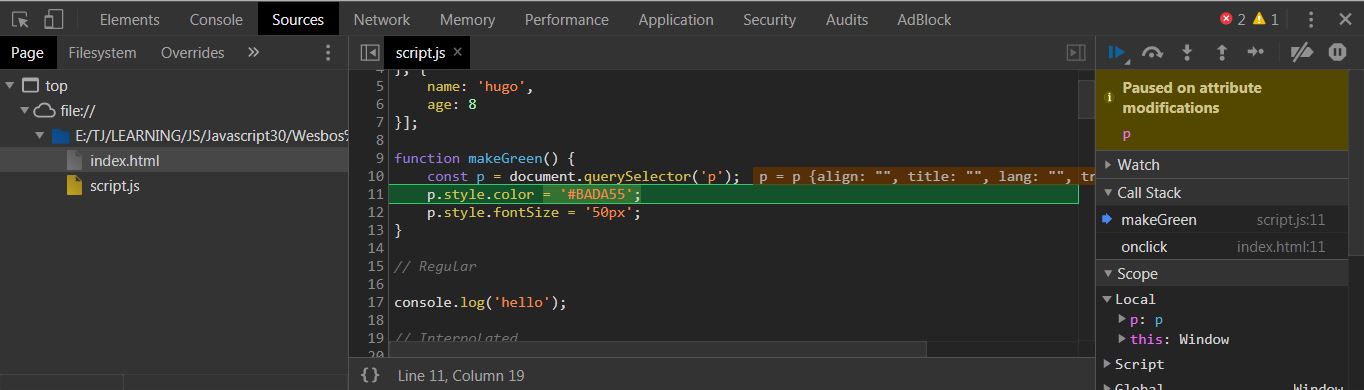 Elements Console Sources Network Memory Performance Application Security Audits AdBlock 2 1
Page Filesystem Overrides »
top
file://
E:/TJ/LEARNING/JS/Javascript30/Wesbos%
index.html
script.js
script.js ×
}, {
5 name: 'hugo',
6 age: 8
7 }];
8
9 function makeGreen() {
10 const p = document.querySelector('p'); p = p {align: "", title: "", lang: "", tr
11 p.style.color = '#BADA55';
12 p.style.fontSize = '50px';
13 }
14
15 // Regular
16
17 console.log('hello');
18
19 // Interpolated
20
{} Line 11, Column 19
Paused on attribute
modifications
p
Watch
Call Stack
makeGreen script.js:11
onclick index.html:11
Scope
Local
p: p
this: Window
Script
Global Window